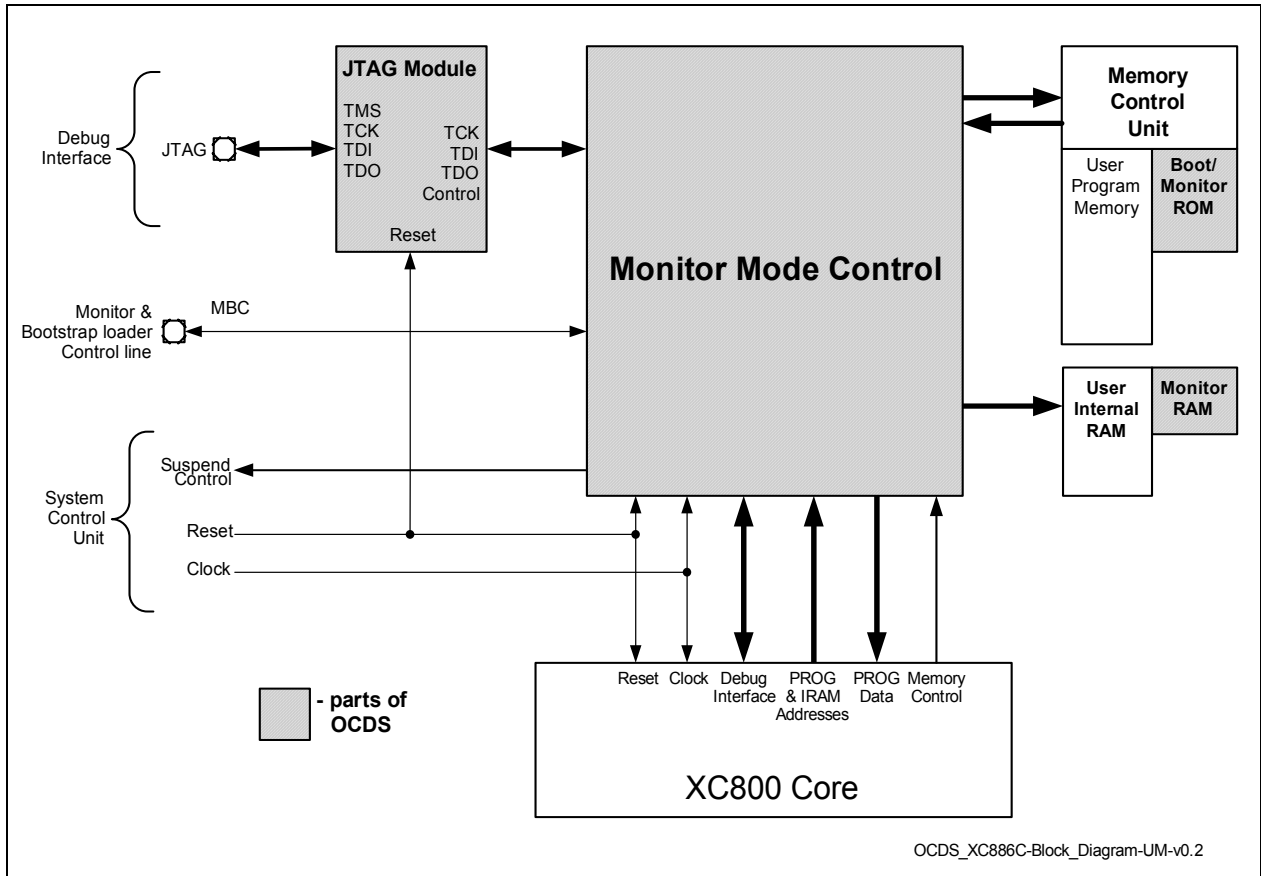 JTAG Module
TMS
TCK
TDI
TDO
TCK
TDI
TDO
Control
Reset
Debug
Interface
JTAG
Monitor Mode Control
Memory
Control
Unit
User
Program
Memory
Boot/
Monitor
ROM
MBC
Monitor &
Bootstrap loader
Control line
User
Internal
RAM
Monitor
RAM
System
Control
Unit
Suspend
Control
Reset
Clock
Reset
Clock
Debug
Interface
PROG
& IRAM
Addresses
PROG
Data
Memory
Control
- parts of
OCDS
XC800 Core
OCDS_XC886C-Block_Diagram-UM-v0.2